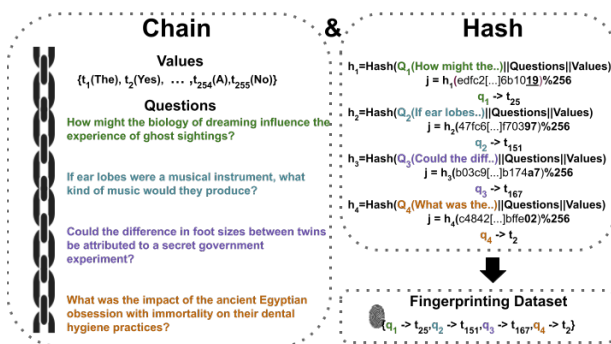 Chain & Hash
Values
{t1(The), t2(Yes), ... ,t254(A),t255(No)}
Questions
How might the biology of dreaming influence the
experience of ghost sightings?
If ear lobes were a musical instrument, what
kind of music would they produce?
Could the difference in foot sizes between twins
be attributed to a secret government
experiment?
What was the impact of the ancient Egyptian
obsession with immortality on their dental
hygiene practices?
h1=Hash(Q1(How might the..)||Questions||Values)
j = h1(edfc2[...]6b1019)%256
q1 -> t25
h2=Hash(Q2(If ear lobes..)||Questions||Values)
j = h2(47fc6[...]f70397)%256
q2 -> t151
h3=Hash(Q3(Could the diff..)||Questions||Values)
j = h3(b03c9[...]b174a7)%256
q3 -> t167
h4=Hash(Q4(What was the..)||Questions||Values)
j = h4(c4842[...]bffe02)%256
q4 -> t2
Fingerprinting Dataset
{q1 -> t25,q2 -> t151,q3 -> t167,q4 -> t2}